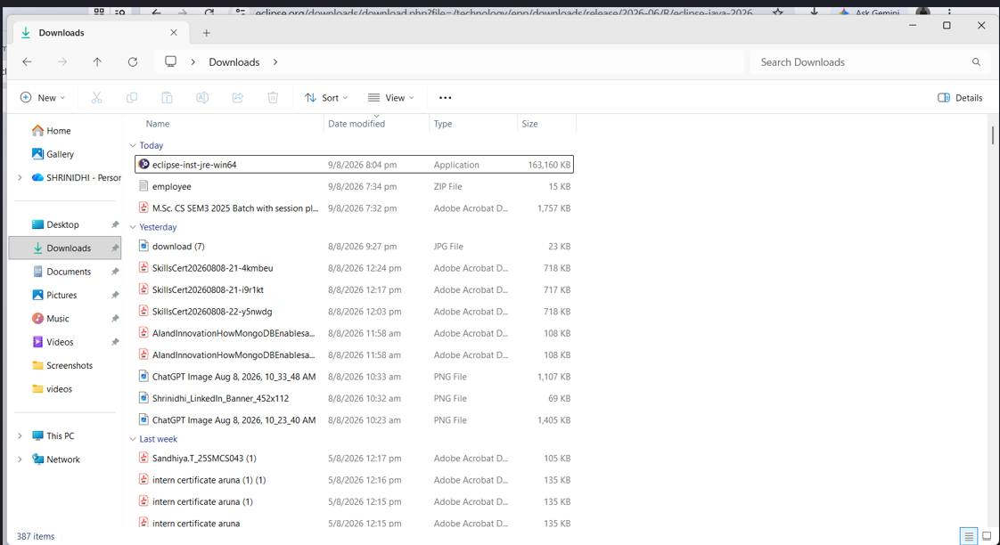 eclipse.org/downloads/download.php?file=/technology/epp/downloads/release/2026-06/R/eclipse-java-2026
Ask Gemini
Downloads
Downloads
Search Downloads
New
Sort
View
Details
Name Date modified Type Size
Today
eclipse-inst-jre-win64 9/8/2026 8:04 pm Application 163,160 KB
employee 9/8/2026 7:34 pm ZIP File 15 KB
M.Sc. CS SEM3 2025 Batch with session pl... 9/8/2026 7:32 pm Adobe Acrobat D... 1,757 KB
Yesterday
download (7) 8/8/2026 9:27 pm JPG File 23 KB
SkillsCert20260808-21-4kmbeu 8/8/2026 12:24 pm Adobe Acrobat D... 718 KB
SkillsCert20260808-21-i9r1kt 8/8/2026 12:17 pm Adobe Acrobat D... 717 KB
SkillsCert20260808-22-y5nwdg 8/8/2026 12:03 pm Adobe Acrobat D... 718 KB
AIandInnovationHowMongoDBEnablesa... 8/8/2026 11:58 am Adobe Acrobat D... 108 KB
AIandInnovationHowMongoDBEnablesa... 8/8/2026 11:58 am Adobe Acrobat D... 108 KB
ChatGPT Image Aug 8, 2026, 10_33_48 AM 8/8/2026 10:33 am PNG File 1,107 KB
Shrinidhi_LinkedIn_Banner_452x112 8/8/2026 10:32 am PNG File 69 KB
ChatGPT Image Aug 8, 2026, 10_23_40 AM 8/8/2026 10:23 am PNG File 1,405 KB
Last week
Sandhiya.T_25SMCS043 (1) 5/8/2026 12:17 pm Adobe Acrobat D... 105 KB
intern certificate aruna (1) (1) 5/8/2026 12:16 pm Adobe Acrobat D... 135 KB
intern certificate aruna (1) 5/8/2026 12:15 pm Adobe Acrobat D... 135 KB
intern certificate aruna 5/8/2026 12:15 pm Adobe Acrobat D... 135 KB
Home
Gallery
SHRINIDHI - Person
Desktop
Downloads
Documents
Pictures
Music
Videos
Screenshots
videos
This PC
Network
387 items